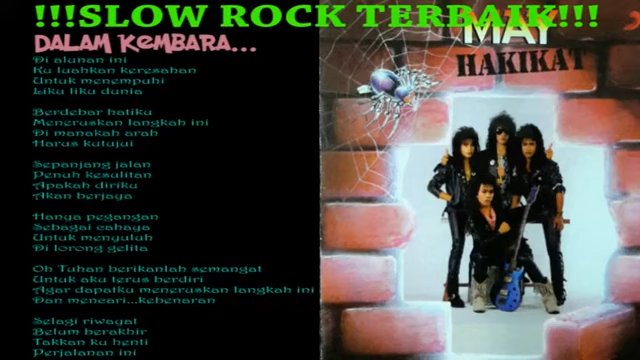 !!!SLOW ROCK TERBAIK!!!
DALAM KEMBARA...
MAY
HAKIKAT
Di alunan ini
Ku luahkan keresahan
Untuk menempuhi
Liku liku dunia
Berdebar hatiku
Meneruskan langkah ini
Di manakah arah
Harus kutujui
Sepanjang jalan
Penuh kesulitan
Apakah diriku
Akan berjaya
Hanya pegangan
Sebagai cahaya
Untuk menyuluh
Di lorong gelita
Oh Tuhan berikanlah semangat
Untuk aku terus berdiri
Agar dapatku meneruskan langkah ini
Dan mencari...kebenaran
Selagi riwayat
Belum berakhir
Takkan ku henti
Perjalanan ini